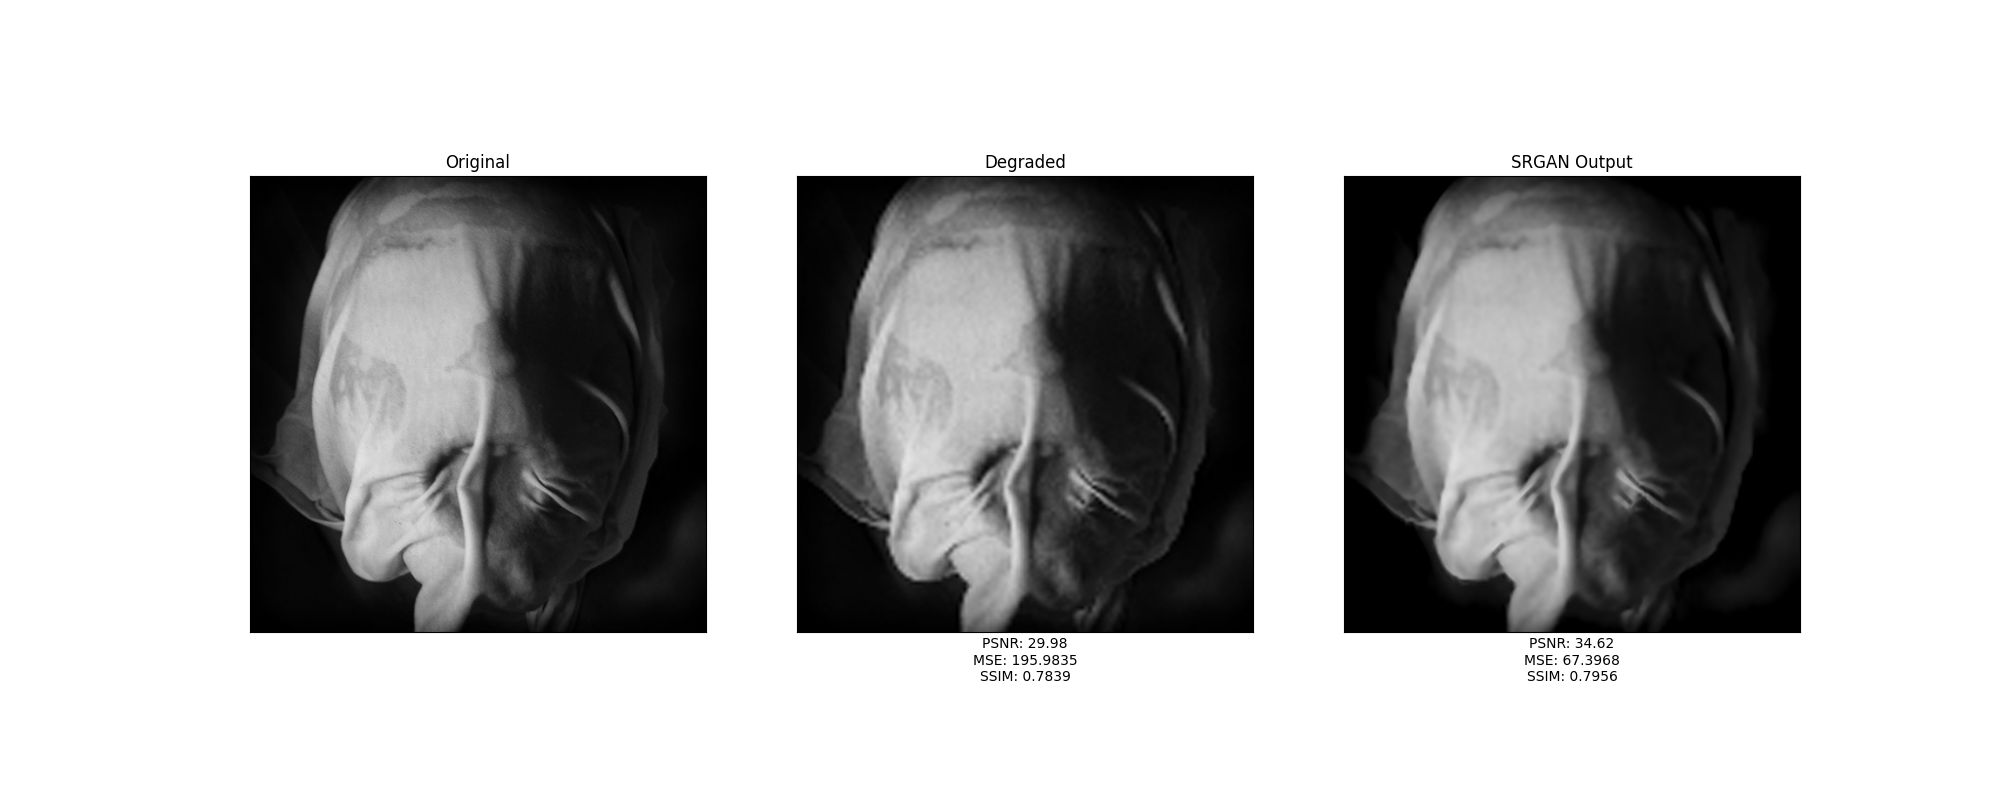 Original
Degraded
SRGAN Output
PSNR: 29.98
MSE: 195.9835
SSIM: 0.7839
PSNR: 34.62
MSE: 67.3968
SSIM: 0.7956